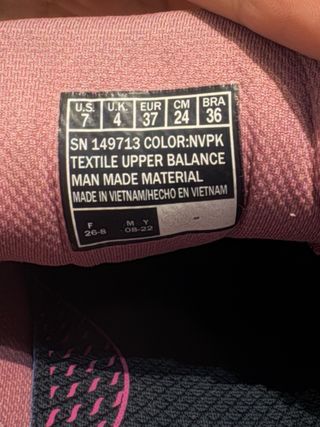 U.S. U.K. EUR CM BRA
7 4 37 24 36
SN 149713 COLOR:NVPK
TEXTILE UPPER BALANCE
MAN MADE MATERIAL
MADE IN VIETNAM/HECHO EN VIETNAM
F M Y
26-8 08-22